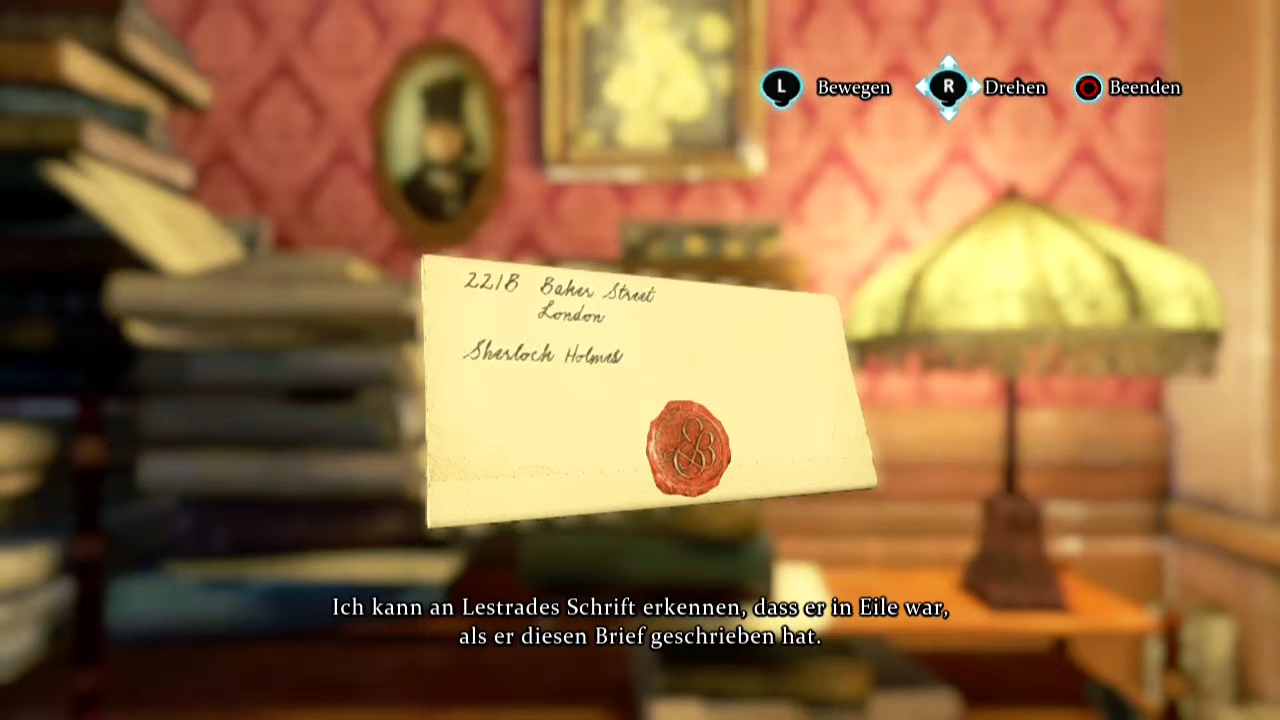 L Bewegen R Drehen Beenden
221B Baker Street
London
Sherlock Holmes
Ich kann an Lestrades Schrift erkennen, dass er in Eile war,
als er diesen Brief geschrieben hat.